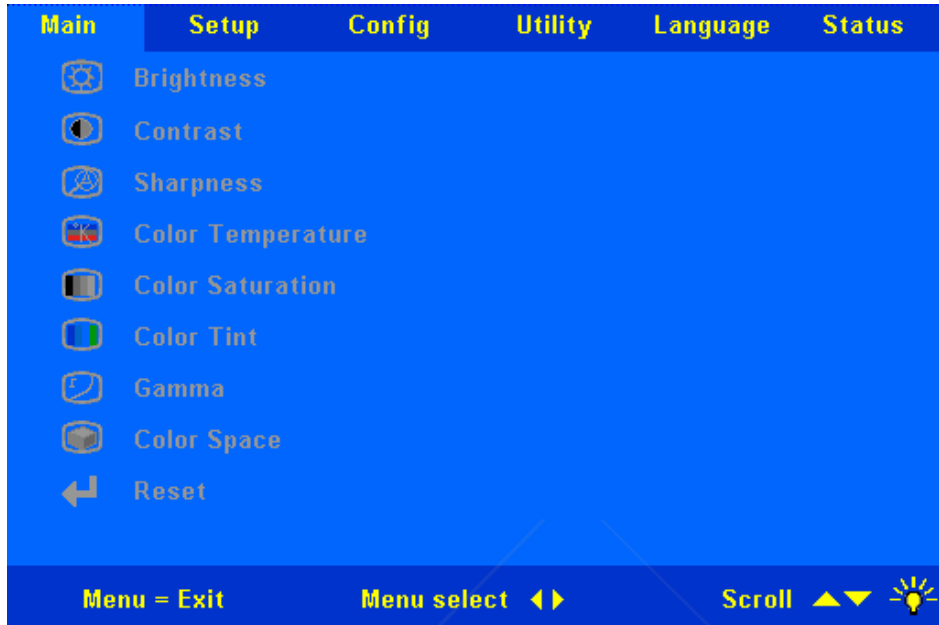 Main Setup Config Utility Language Status
Brightness
Contrast
Sharpness
°K Color Temperature
Color Saturation
Color Tint
Gamma
Color Space
Reset
Menu = Exit Menu select Scroll